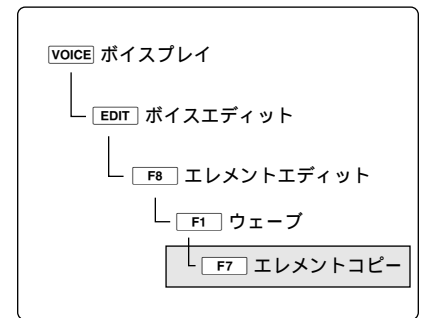 VOICE ボイスプレイ
EDIT ボイスエディット
F8 エレメントエディット
F1 ウェーブ
F7 エレメントコピー